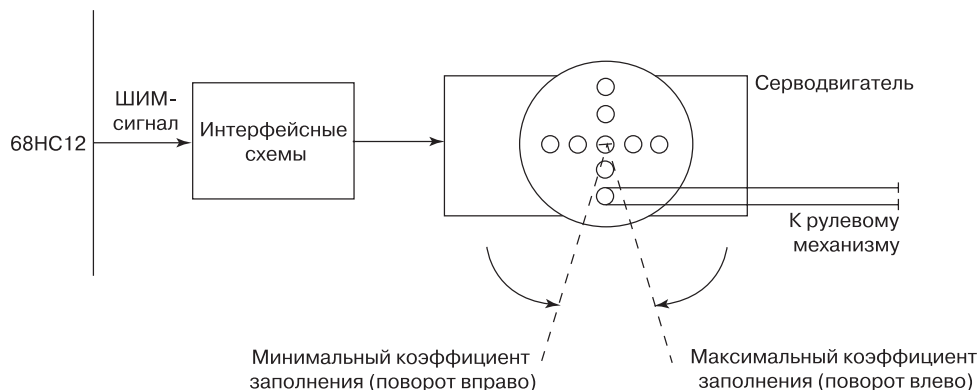 68HC12
ШИМ-
сигнал
Интерфейсные
схемы
Серводвигатель
К рулевому
механизму
Минимальный коэффициент
заполнения (поворот вправо)
Максимальный коэффициент
заполнения (поворот влево)